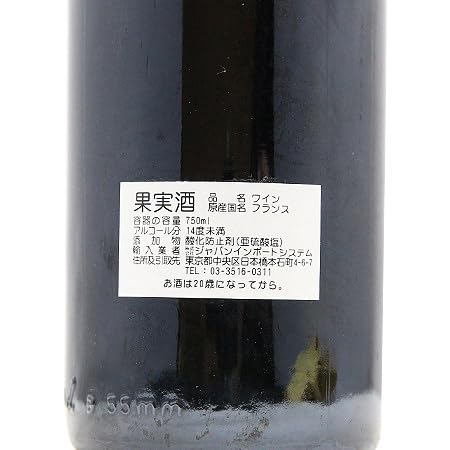 果実酒 品名 ワイン
原産国名 フランス
容器の容量 750ml
アルコール分 14度未満
添加物 酸化防止剤(亜硫酸塩)
輸入業者 株式会社ジャパンインポートシステム
住所及引取先 東京都中央区日本橋本石町4-6-7
TEL : 03-3516-0311
お酒は20歳になってから。
55mm